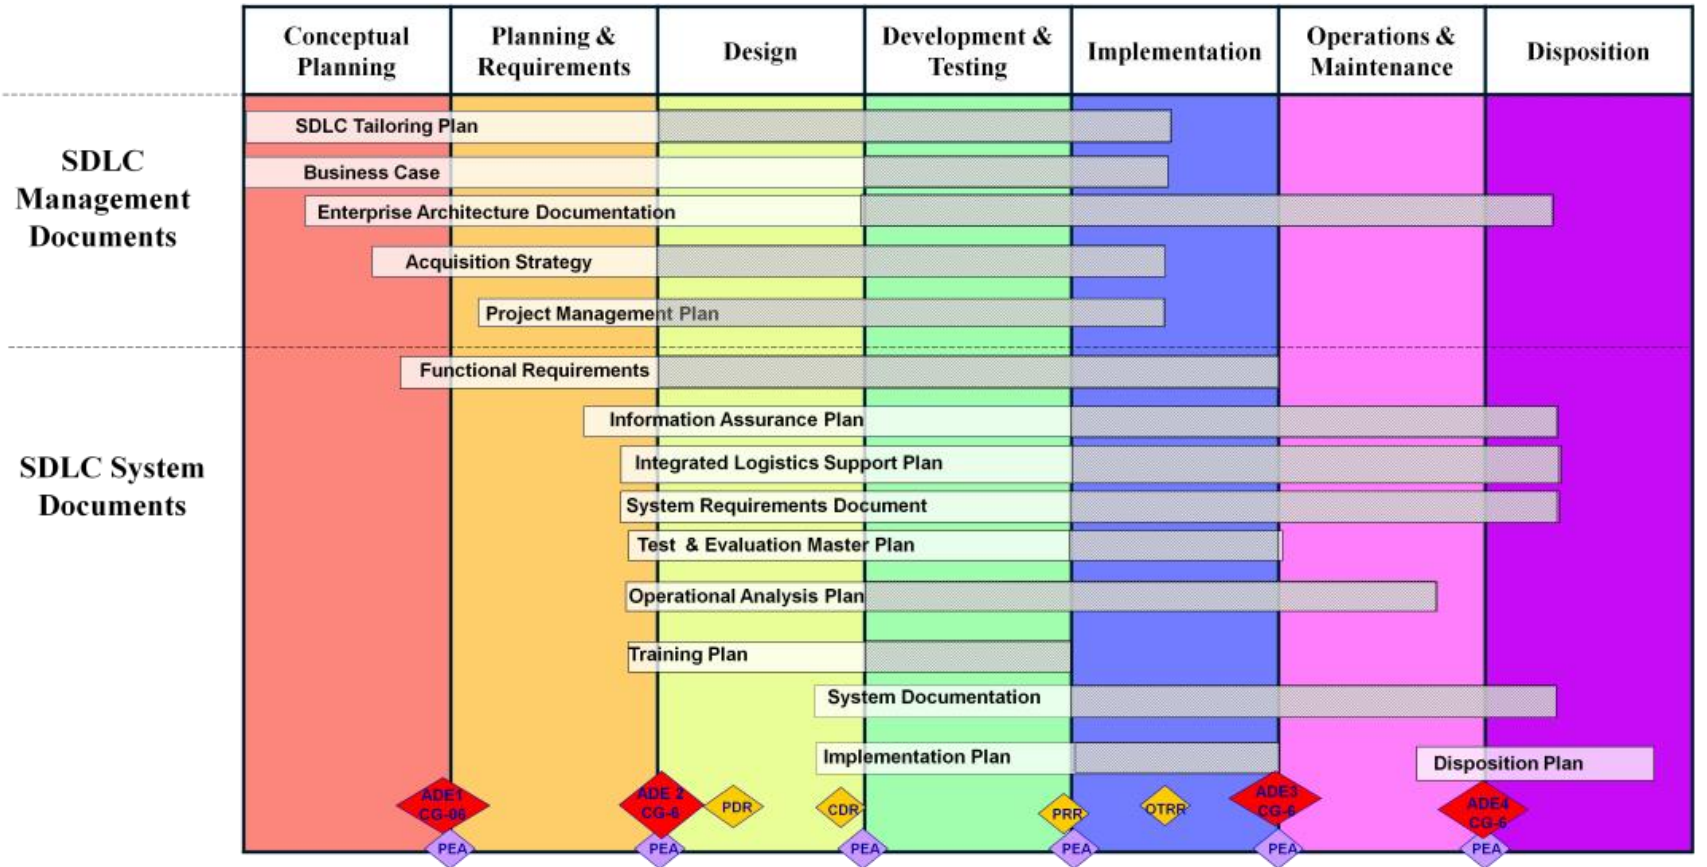 Conceptual
Planning
Planning &
Requirements
Design
Development &
Testing
Implementation
Operations &
Maintenance
Disposition
SDLC
Management
Documents
SDLC Tailoring Plan
Business Case
Enterprise Architecture Documentation
Acquisition Strategy
Project Management Plan
SDLC System
Documents
Functional Requirements
Information Assurance Plan
Integrated Logistics Support Plan
System Requirements Document
Test & Evaluation Master Plan
Operational Analysis Plan
Training Plan
System Documentation
Implementation Plan
Disposition Plan
ADE1
CG-06
ADE 2
CG-6
PDR
CDR
PRR
OTRR
ADE3
CG-6
ADE4
CG-6
PEA
PEA
PEA
PEA
PEA
PEA